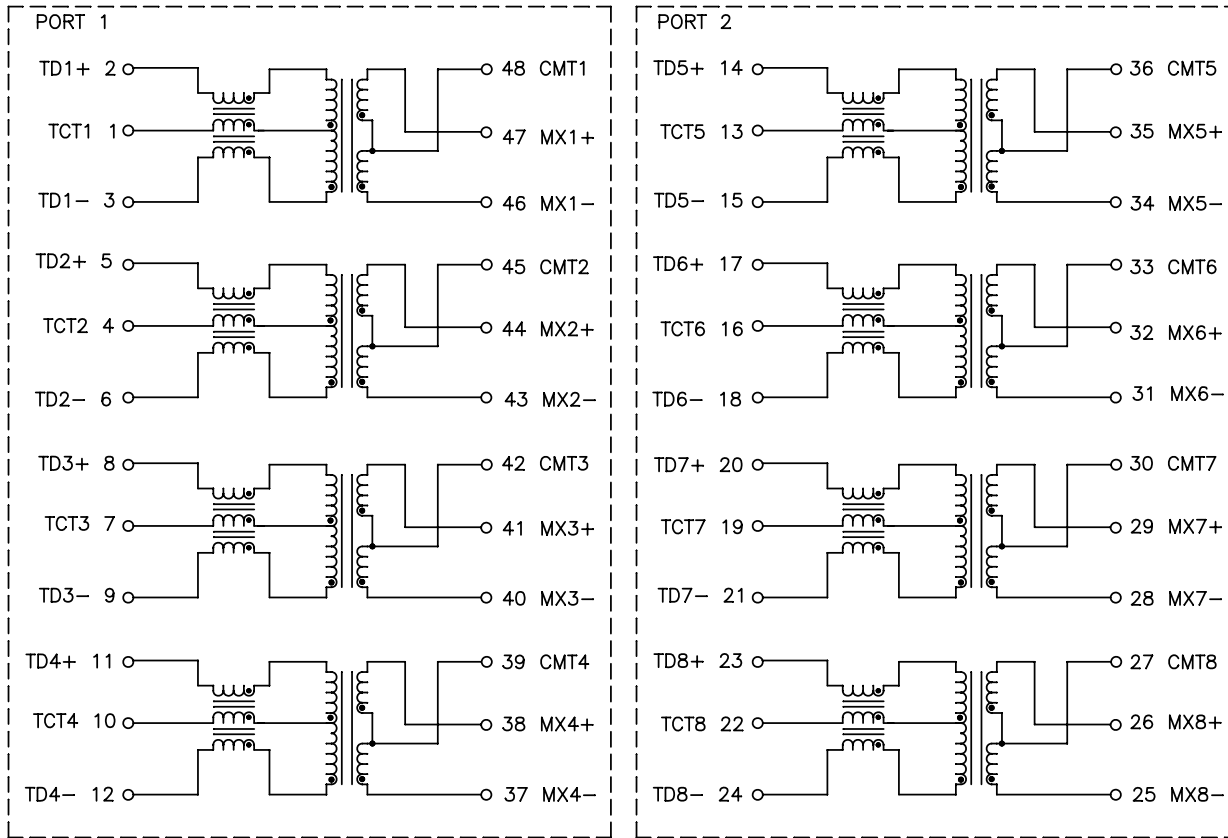 PORT 1
TD1+ 2
48 CMT1
TCT1 1
47 MX1+
TD1− 3
46 MX1−
TD2+ 5
45 CMT2
TCT2 4
44 MX2+
TD2− 6
43 MX2−
TD3+ 8
42 CMT3
TCT3 7
41 MX3+
TD3− 9
40 MX3−
TD4+ 11
39 CMT4
TCT4 10
38 MX4+
TD4− 12
37 MX4−
PORT 2
TD5+ 14
36 CMT5
TCT5 13
35 MX5+
TD5− 15
34 MX5−
TD6+ 17
33 CMT6
TCT6 16
32 MX6+
TD6− 18
31 MX6−
TD7+ 20
30 CMT7
TCT7 19
29 MX7+
TD7− 21
28 MX7−
TD8+ 23
27 CMT8
TCT8 22
26 MX8+
TD8− 24
25 MX8−